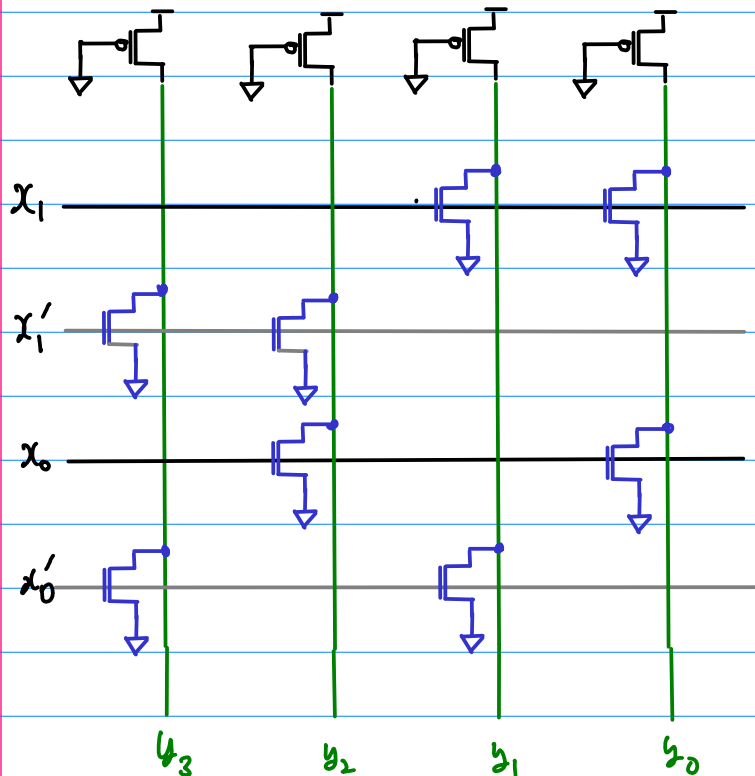 x₁
x₁′
x₀
x₀′
y₃ y₂ y₁ y₀